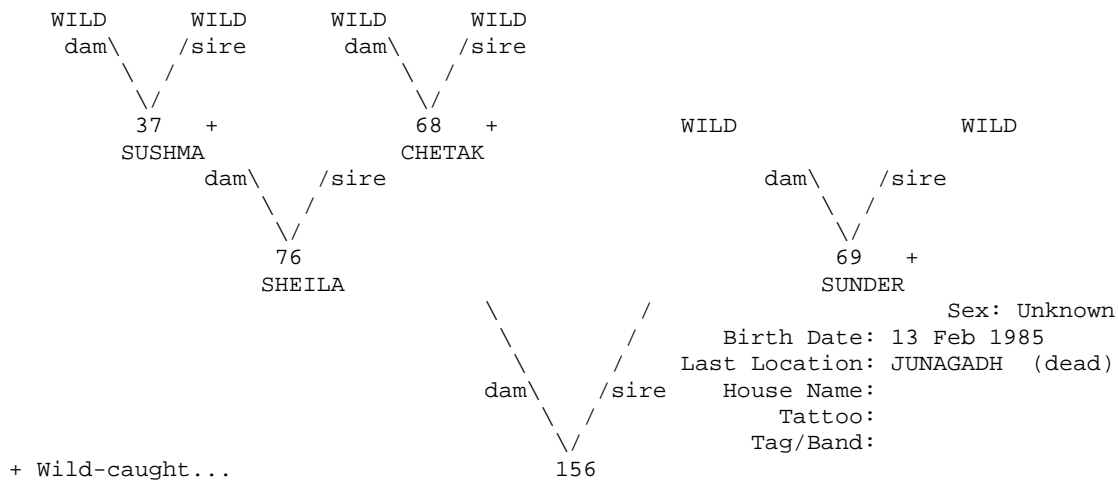 WILD WILD WILD WILD
dam\ /sire dam\ /sire
\ / \ /
\ / \ /
\/ \/
37 + 68 + WILD WILD
SUSHMA CHETAK
dam\ /sire dam\ /sire
\ / \ /
\ / \ /
\/ \/
76 69 +
SHEILA SUNDER
\ / Sex: Unknown
\ / Birth Date: 13 Feb 1985
\ / Last Location: JUNAGADH (dead)
dam\ /sire House Name:
\ / Tattoo:
\/ Tag/Band:
+ Wild-caught... 156